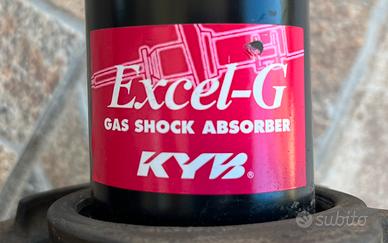 Excel-G
GAS SHOCK ABSORBER
KYB®
subito